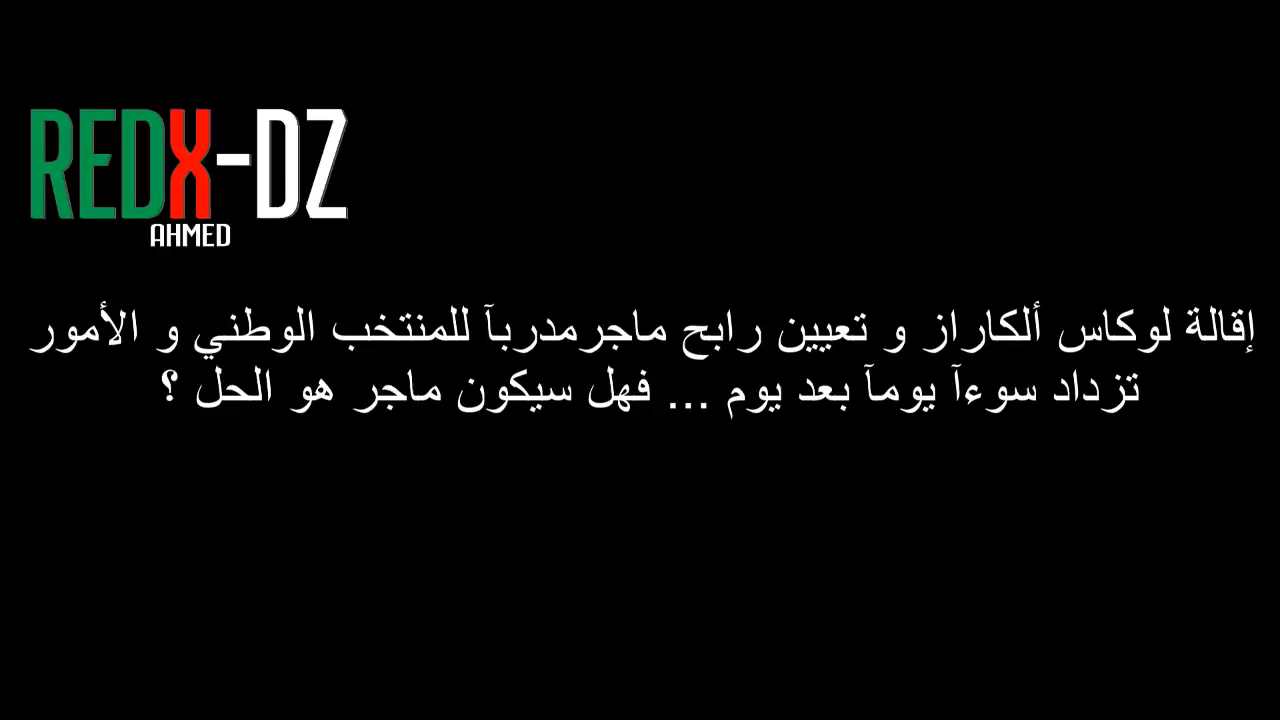 REDX-DZ
AHMED
إقالة لوكاس ألكاراز و تعيين رابح ماجرمدربآ للمنتخب الوطني و الأمور
تزداد سوءآ يومآ بعد يوم ... فهل سيكون ماجر هو الحل ؟